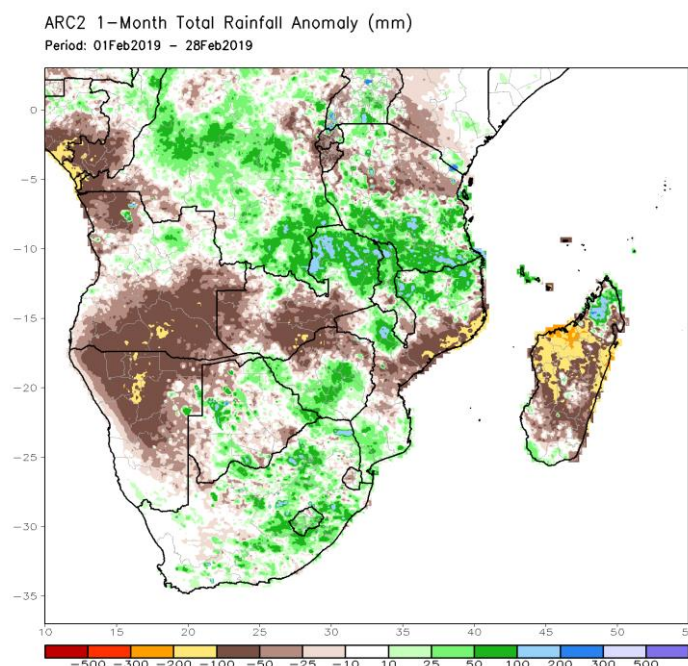 ARC2 1-Month Total Rainfall Anomaly (mm)
Period: 01Feb2019 - 28Feb2019
0
-5
-10
-15
-20
-25
-30
-35
10 15 20 25 30 35 40 45 50 55
-500 -300 -200 -100 -50 -25 -10 10 25 50 100 200 300 500